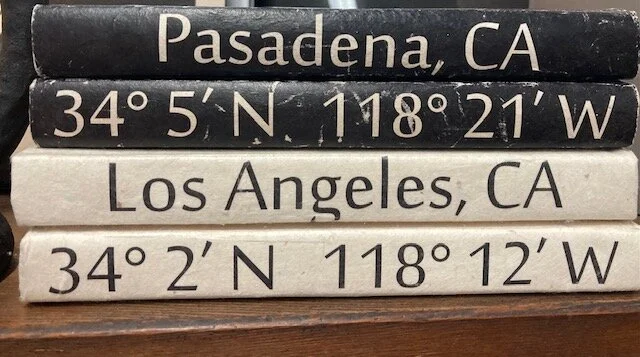 Pasadena, CA
34° 5′ N 118° 21′ W
Los Angeles, CA
34° 2′ N 118° 12′ W